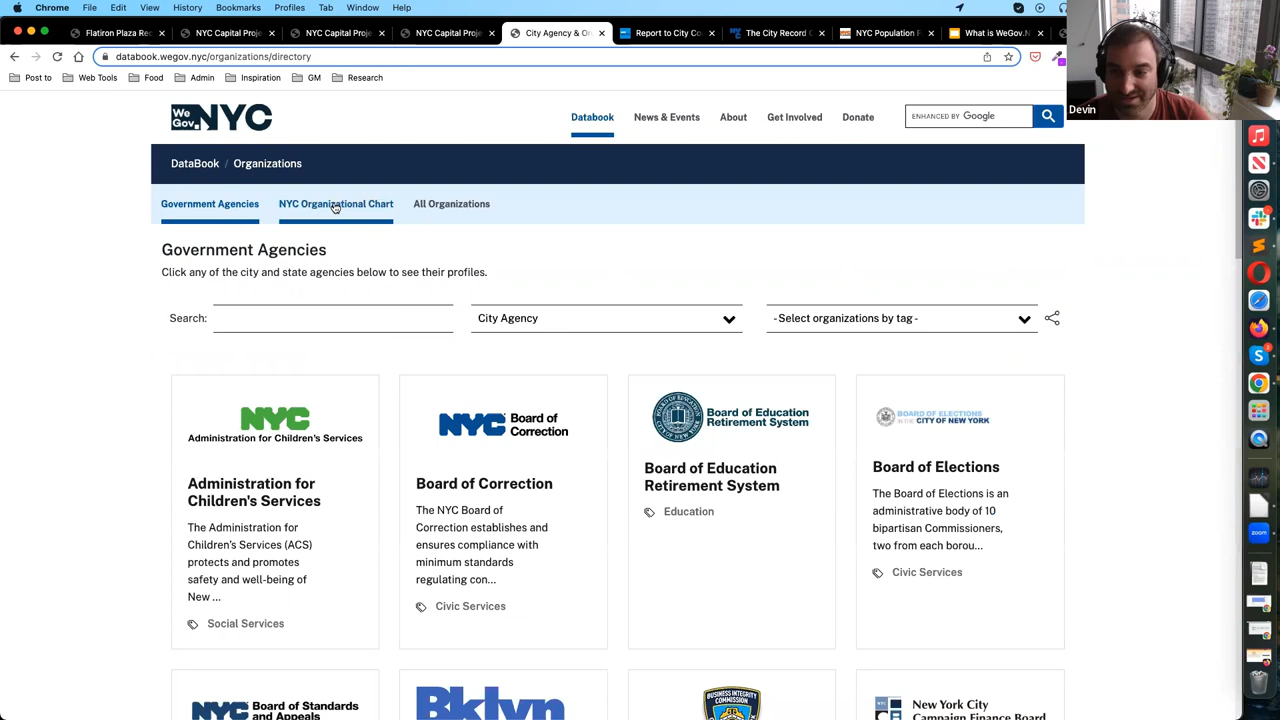 Chrome File Edit View History Bookmarks Profiles Tab Window Help
Flatiron Plaza Rec
NYC Capital Proje
NYC Capital Proje
NYC Capital Proje
City Agency & Or
Report to City Co
The City Record O
NYC Population F
What is WeGov.N
databook.wegov.nyc/organizations/directory
Post to Web Tools Food Admin Inspiration GM Research
Devin
We Gov. NYC
Databook News & Events About Get Involved Donate
ENHANCED BY Google
DataBook / Organizations
Government Agencies NYC Organizational Chart All Organizations
Government Agencies
Click any of the city and state agencies below to see their profiles.
Search: City Agency - Select organizations by tag -
NYC
Administration for Children's Services
Administration for
Children's Services
The Administration for
Children's Services (ACS)
protects and promotes
safety and well-being of
New ...
Social Services
NYC Board of
Correction
Board of Correction
The NYC Board of
Correction establishes and
ensures compliance with
minimum standards
regulating con...
Civic Services
Board of Education
Retirement System
Board of Education
Retirement System
Education
BOARD OF ELECTIONS
IN THE CITY OF NEW YORK
Board of Elections
The Board of Elections is an
administrative body of 10
bipartisan Commissioners,
two from each borou...
Civic Services
NYC Board of Standards
and Appeals
Bklyn
BUSINESS INTEGRITY
COMMISSION
New York City
Campaign Finance Board
zoom